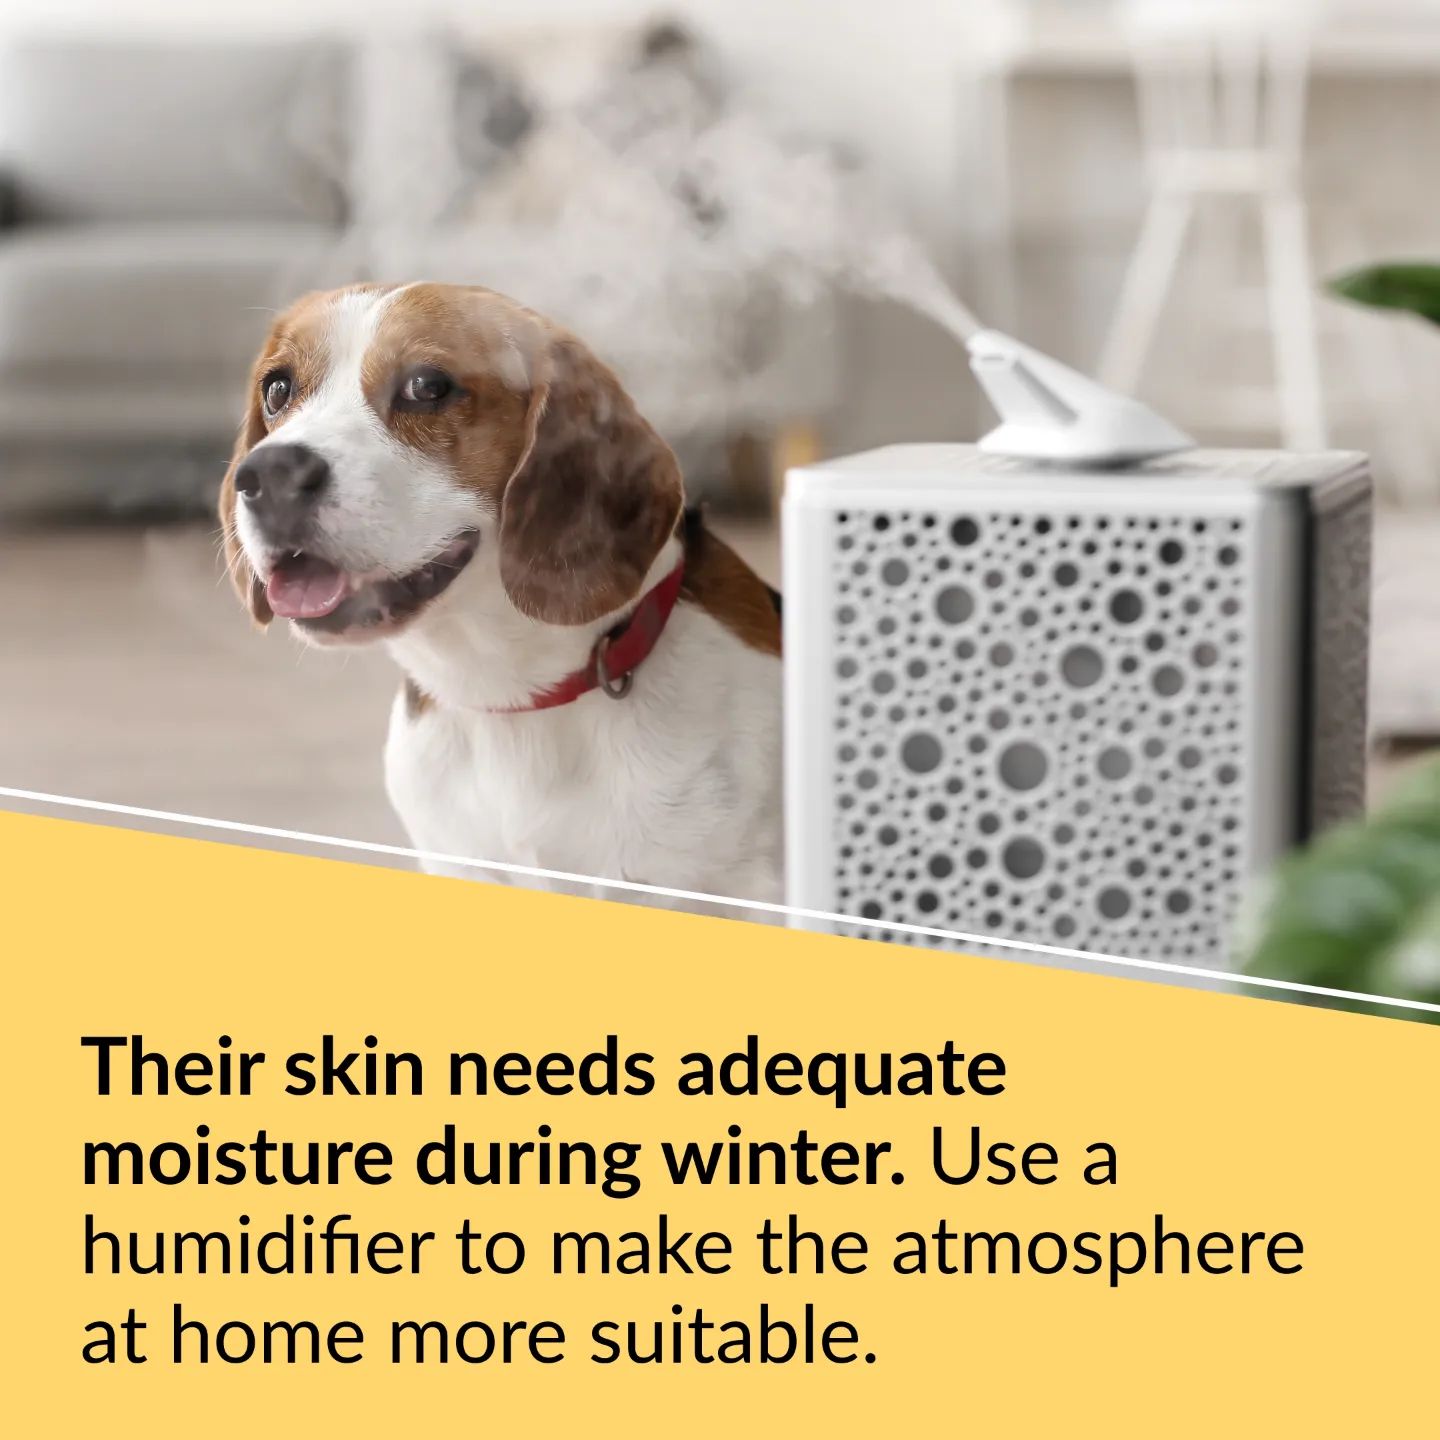 Their skin needs adequate
moisture during winter. Use a
humidifier to make the atmosphere
at home more suitable.